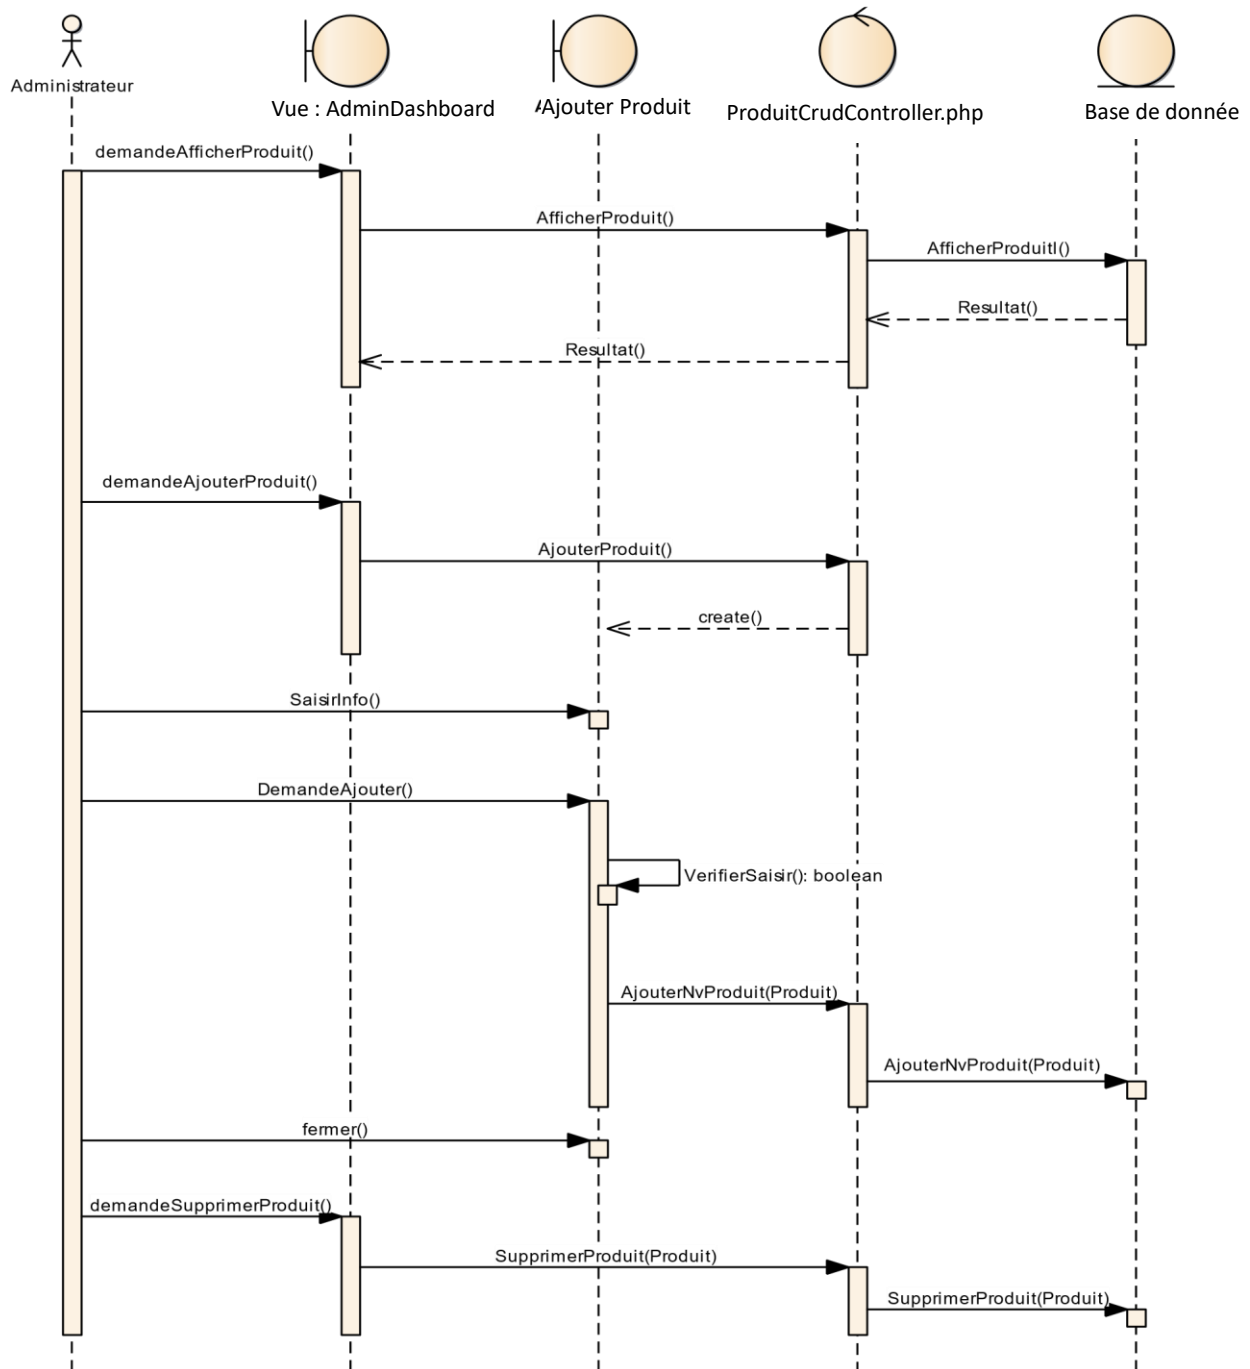 Administrateur
Vue : AdminDashboard
Ajouter Produit
ProduitCrudController.php
Base de donnée
demandeAfficherProduit()
AfficherProduit()
AfficherProduitl()
Resultat()
Resultat()
demandeAjouterProduit()
AjouterProduit()
create()
SaisirInfo()
DemandeAjouter()
VerifierSaisir(): boolean
AjouterNvProduit(Produit)
AjouterNvProduit(Produit)
fermer()
demandeSupprimerProduit()
SupprimerProduit(Produit)
SupprimerProduit(Produit)